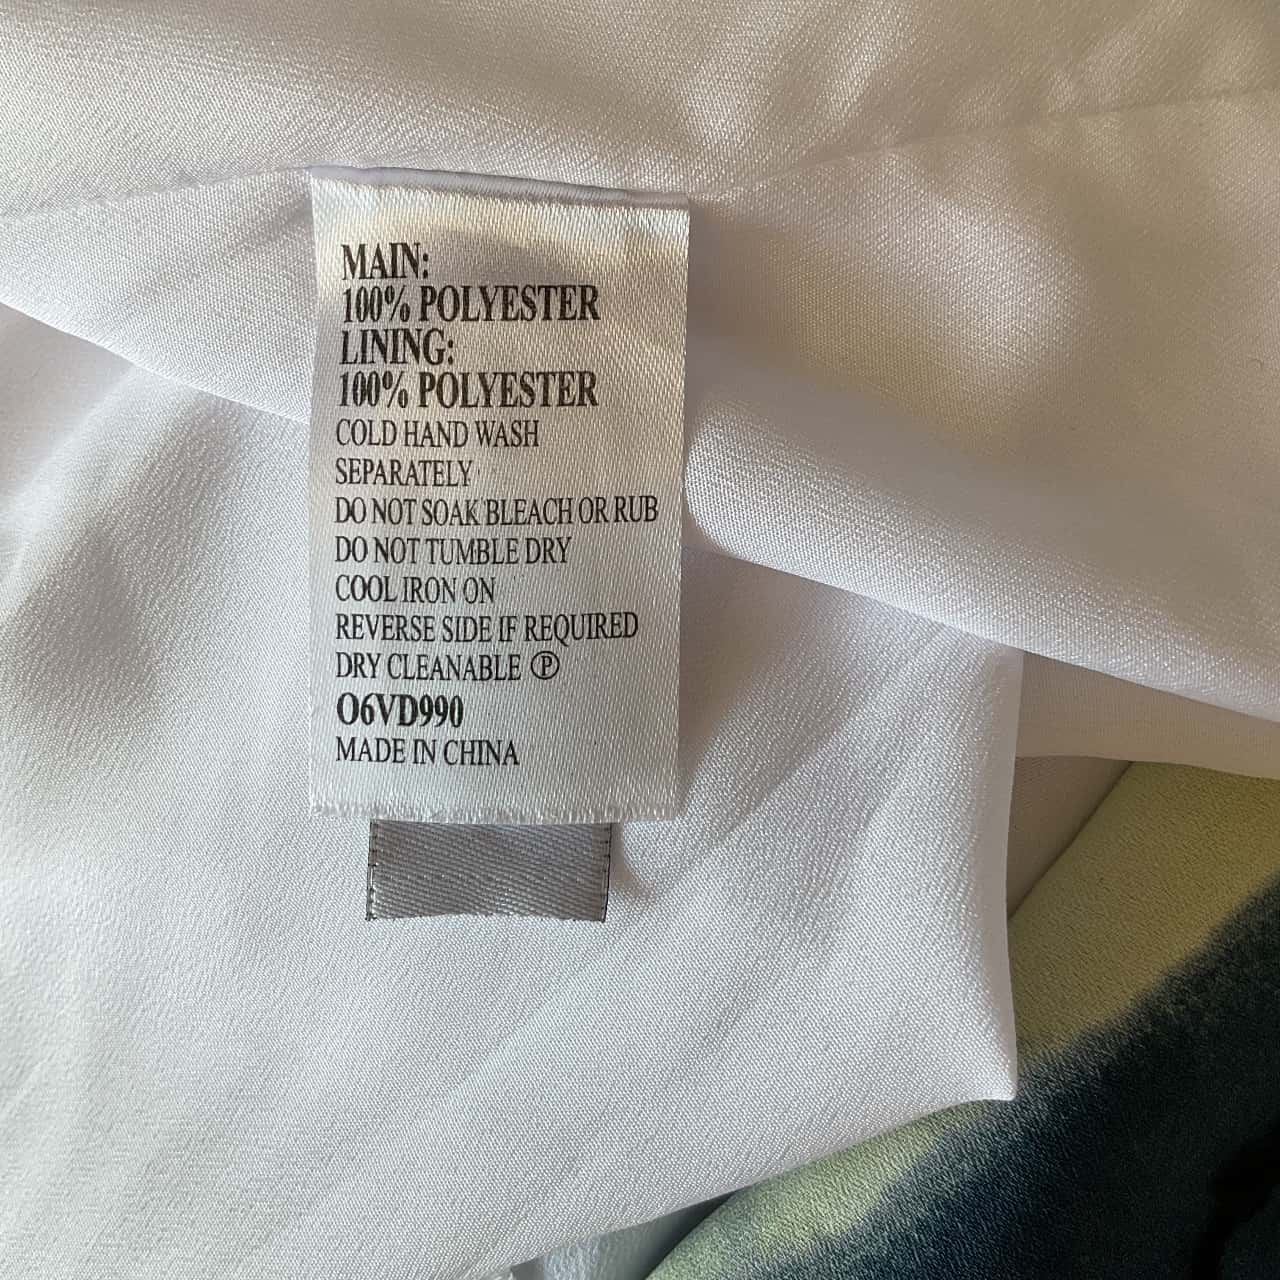 MAIN:
100% POLYESTER
LINING:
100% POLYESTER
COLD HAND WASH
SEPARATELY
DO NOT SOAK BLEACH OR RUB
DO NOT TUMBLE DRY
COOL IRON ON
REVERSE SIDE IF REQUIRED
DRY CLEANABLE Ⓟ
O6VD990
MADE IN CHINA